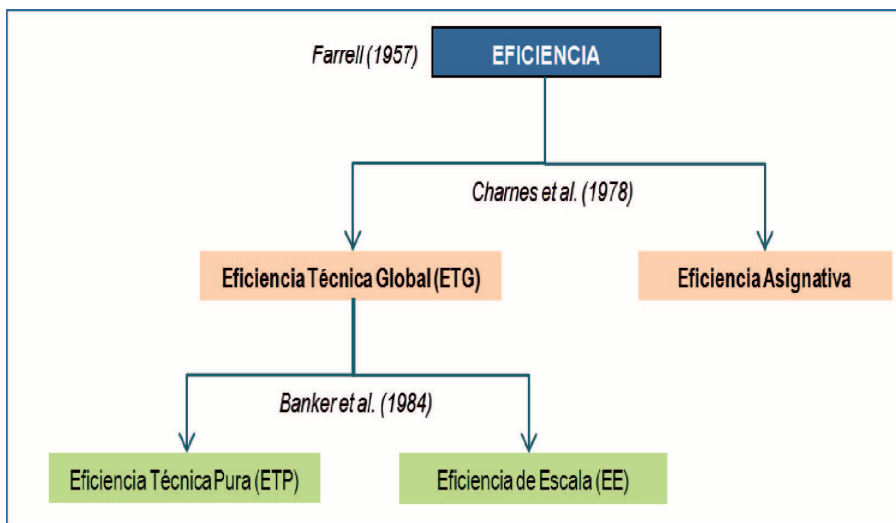 Farrell (1957)
EFICIENCIA
Charnes et al. (1978)
Eficiencia Técnica Global (ETG)
Eficiencia Asignativa
Banker et al. (1984)
Eficiencia Técnica Pura (ETP)
Eficiencia de Escala (EE)